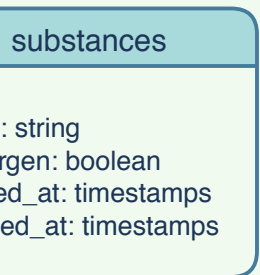 substances
: string
rgen: boolean
ed_at: timestamps
ed_at: timestamps